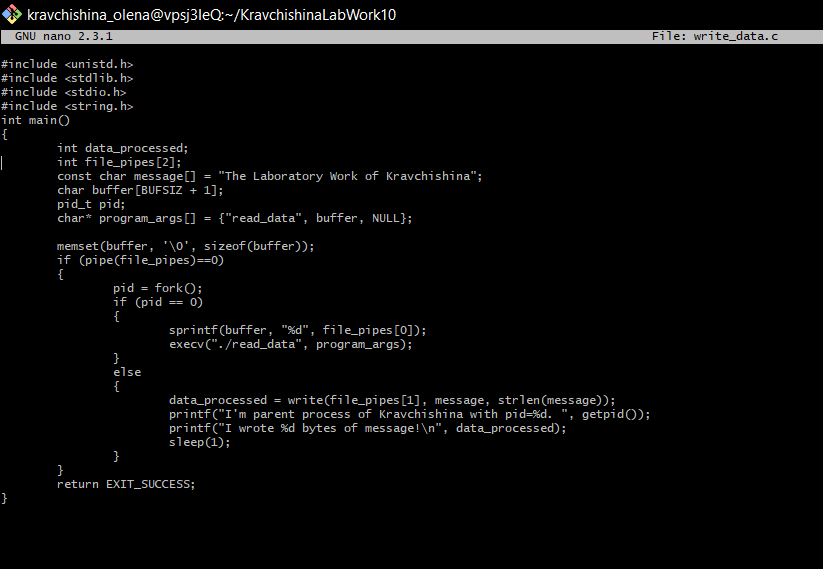 kravchishina_olena@vpsj3IeQ:~/KravchishinaLabWork10
GNU nano 2.3.1 File: write_data.c
#include <unistd.h>
#include <stdlib.h>
#include <stdio.h>
#include <string.h>
int main()
{
int data_processed;
int file_pipes[2];
const char message[] = "The Laboratory Work of Kravchishina";
char buffer[BUFSIZ + 1];
pid_t pid;
char* program_args[] = {"read_data", buffer, NULL};
memset(buffer, '\0', sizeof(buffer));
if (pipe(file_pipes)==0)
{
pid = fork();
if (pid == 0)
{
sprintf(buffer, "%d", file_pipes[0]);
execv("./read_data", program_args);
}
else
{
data_processed = write(file_pipes[1], message, strlen(message));
printf("I'm parent process of Kravchishina with pid=%d. ", getpid());
printf("I wrote %d bytes of message!\n", data_processed);
sleep(1);
}
}
return EXIT_SUCCESS;
}